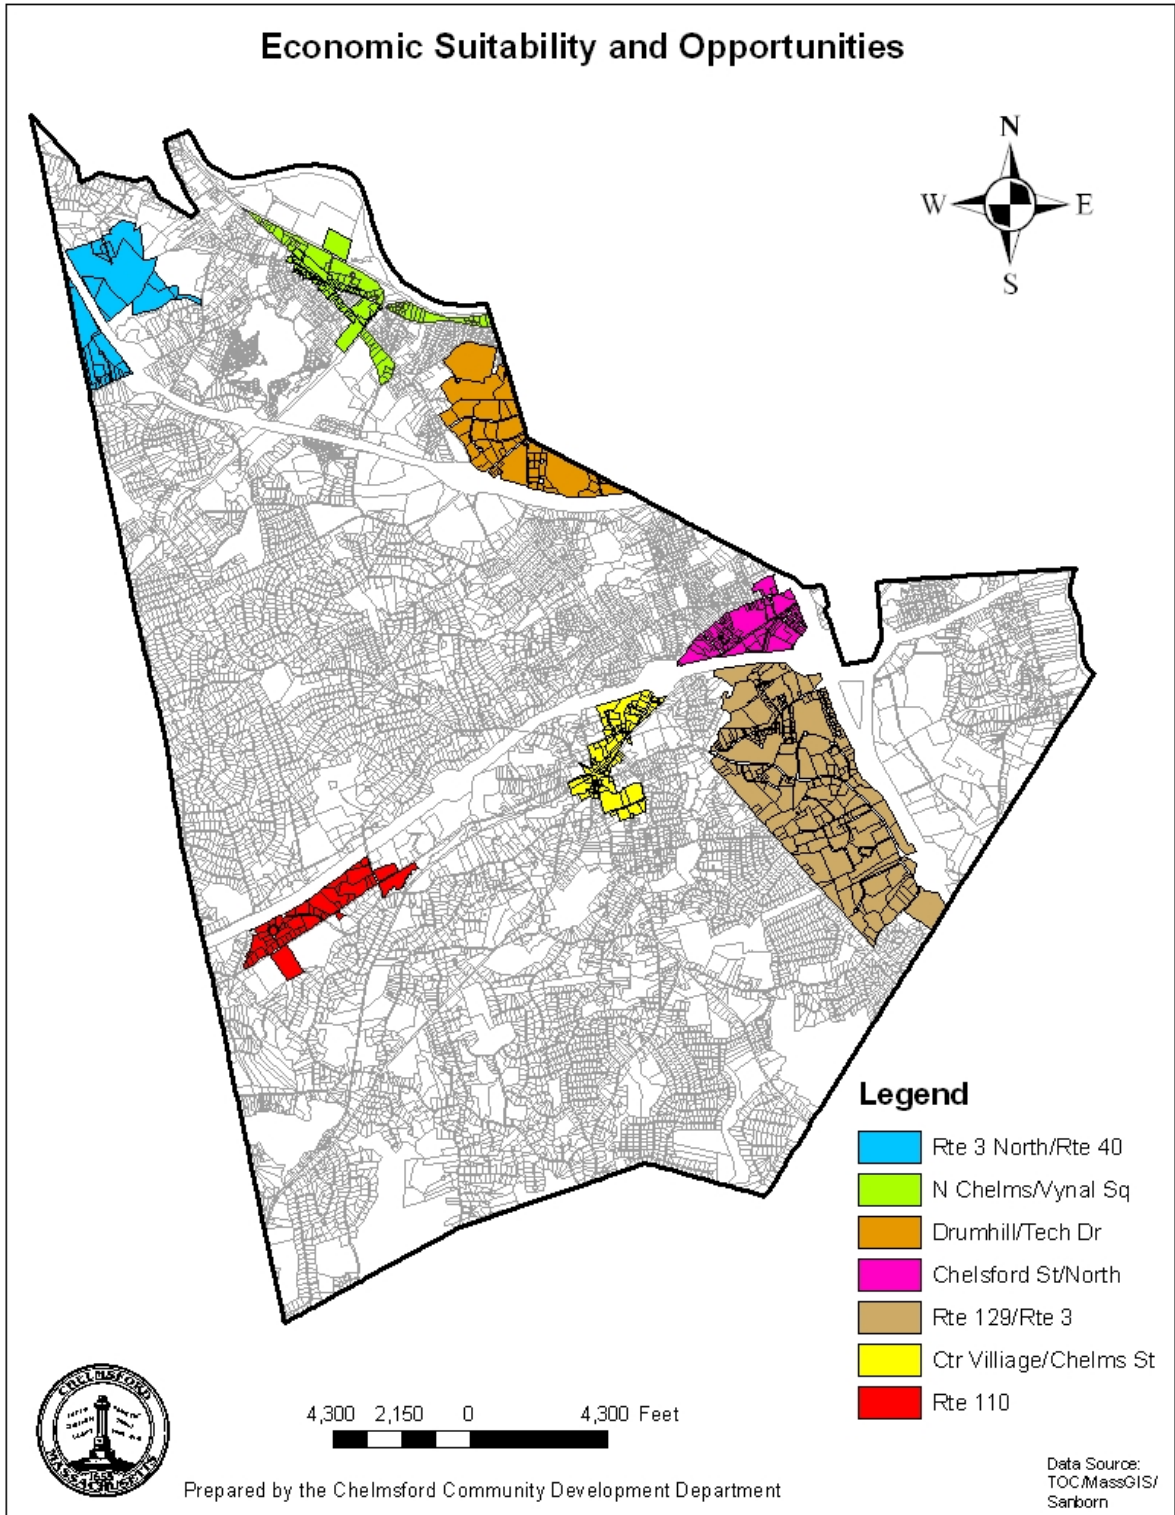 Economic Suitability and Opportunities
N
W E
S
Legend
Rte 3 North/Rte 40
N Chelms/Vynal Sq
Drumhill/Tech Dr
Chelsford St/North
Rte 129/Rte 3
Ctr Villiage/Chelms St
Rte 110
CHELMSFORD
MASSACHUSETTS
4,300 2,150 0 4,300 Feet
Prepared by the Chelmsford Community Development Department
Data Source:
TOC/MassGIS/
Sanborn